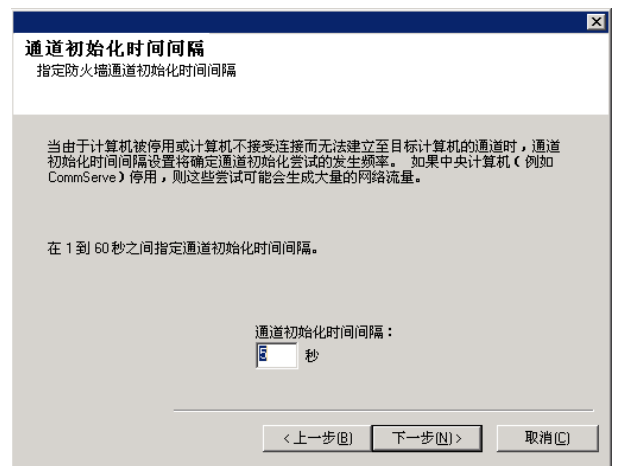 通道初始化时间间隔
指定防火墙通道初始化时间间隔
当由于计算机被停用或计算机不接受连接而无法建立至目标计算机的通道时，通道
初始化时间间隔设置将确定通道初始化尝试的发生频率。 如果中央计算机（例如
CommServe）停用，则这些尝试可能会生成大量的网络流量。
在 1 到 60 秒之间指定通道初始化时间间隔。
通道初始化时间间隔：
5 秒
<上一步(B) 下一步(N)> 取消(C)